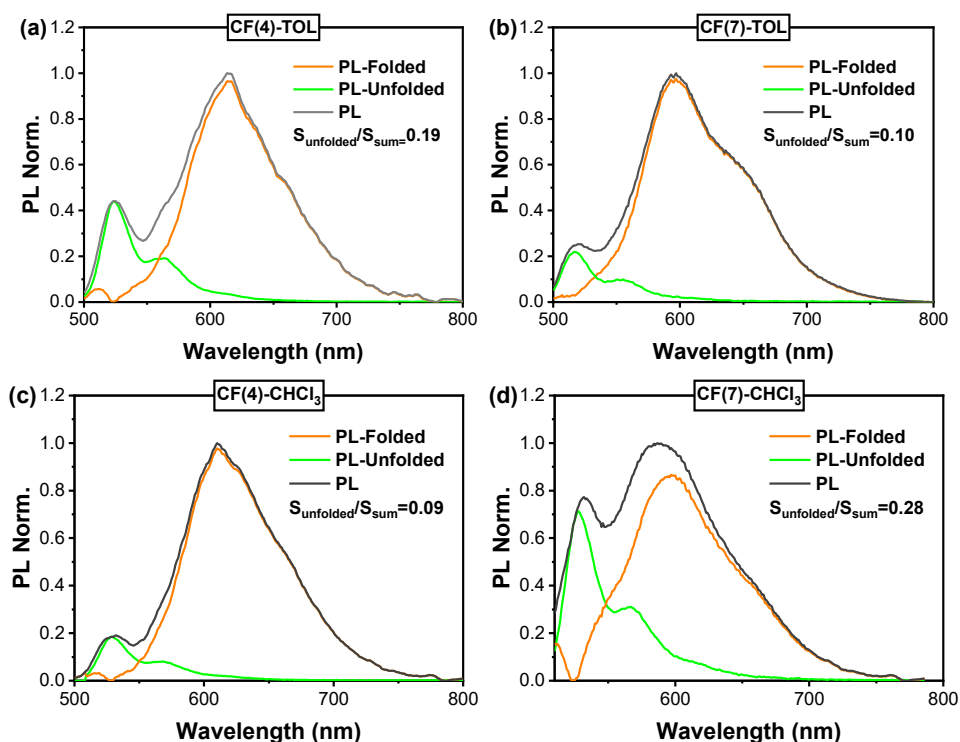 (a)
CF(4)-TOL
PL-Folded
PL-Unfolded
PL
Sunfolded/Ssum=0.19
PL Norm.
1.2
1.0
0.8
0.6
0.4
0.2
0.0
500
600
700
800
Wavelength (nm)
(b)
CF(7)-TOL
PL-Folded
PL-Unfolded
PL
Sunfolded/Ssum=0.10
PL Norm.
1.2
1.0
0.8
0.6
0.4
0.2
0.0
500
600
700
800
Wavelength (nm)
(c)
CF(4)-CHCl3
PL-Folded
PL-Unfolded
PL
Sunfolded/Ssum=0.09
PL Norm.
1.2
1.0
0.8
0.6
0.4
0.2
0.0
500
600
700
800
Wavelength (nm)
(d)
CF(7)-CHCl3
PL-Folded
PL-Unfolded
PL
Sunfolded/Ssum=0.28
PL Norm.
1.2
1.0
0.8
0.6
0.4
0.2
0.0
600
700
800
Wavelength (nm)